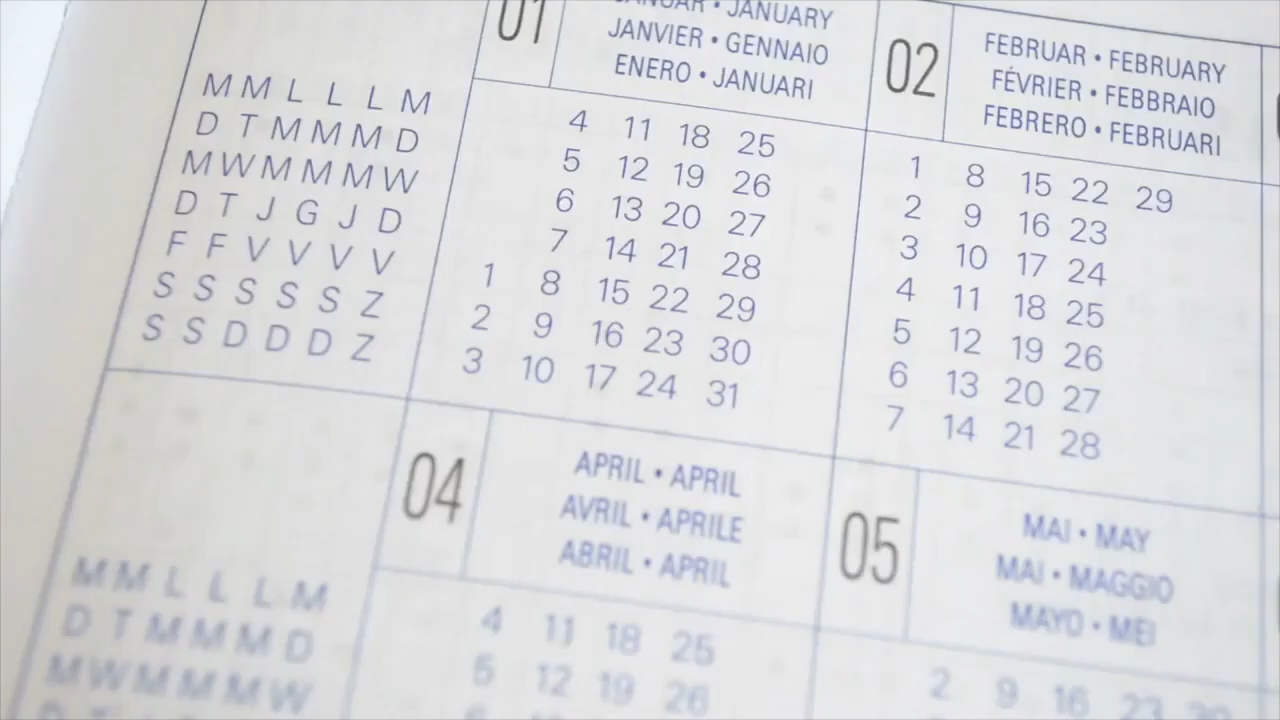 01
JANUAR • JANUARY
JANVIER • GENNAIO
ENERO • JANUARI
02
FEBRUAR • FEBRUARY
FÉVRIER • FEBBRAIO
FEBRERO • FEBRUARI
M M L L L M
D T M M M D
M W M M M W
D T J G J D
F F V V V V
S S S S S Z
S S D D D Z
4 11 18 25
5 12 19 26
6 13 20 27
7 14 21 28
1 8 15 22 29
2 9 16 23 30
3 10 17 24 31
1 8 15 22 29
2 9 16 23
3 10 17 24
4 11 18 25
5 12 19 26
6 13 20 27
7 14 21 28
04
APRIL • APRIL
AVRIL • APRILE
ABRIL • APRIL
05
MAI • MAY
MAI • MAGGIO
MAYO • MEI
M M L L L M
D T M M M D
M W M M M W
4 11 18 25
5 12 19 26
2 9 16 23 30